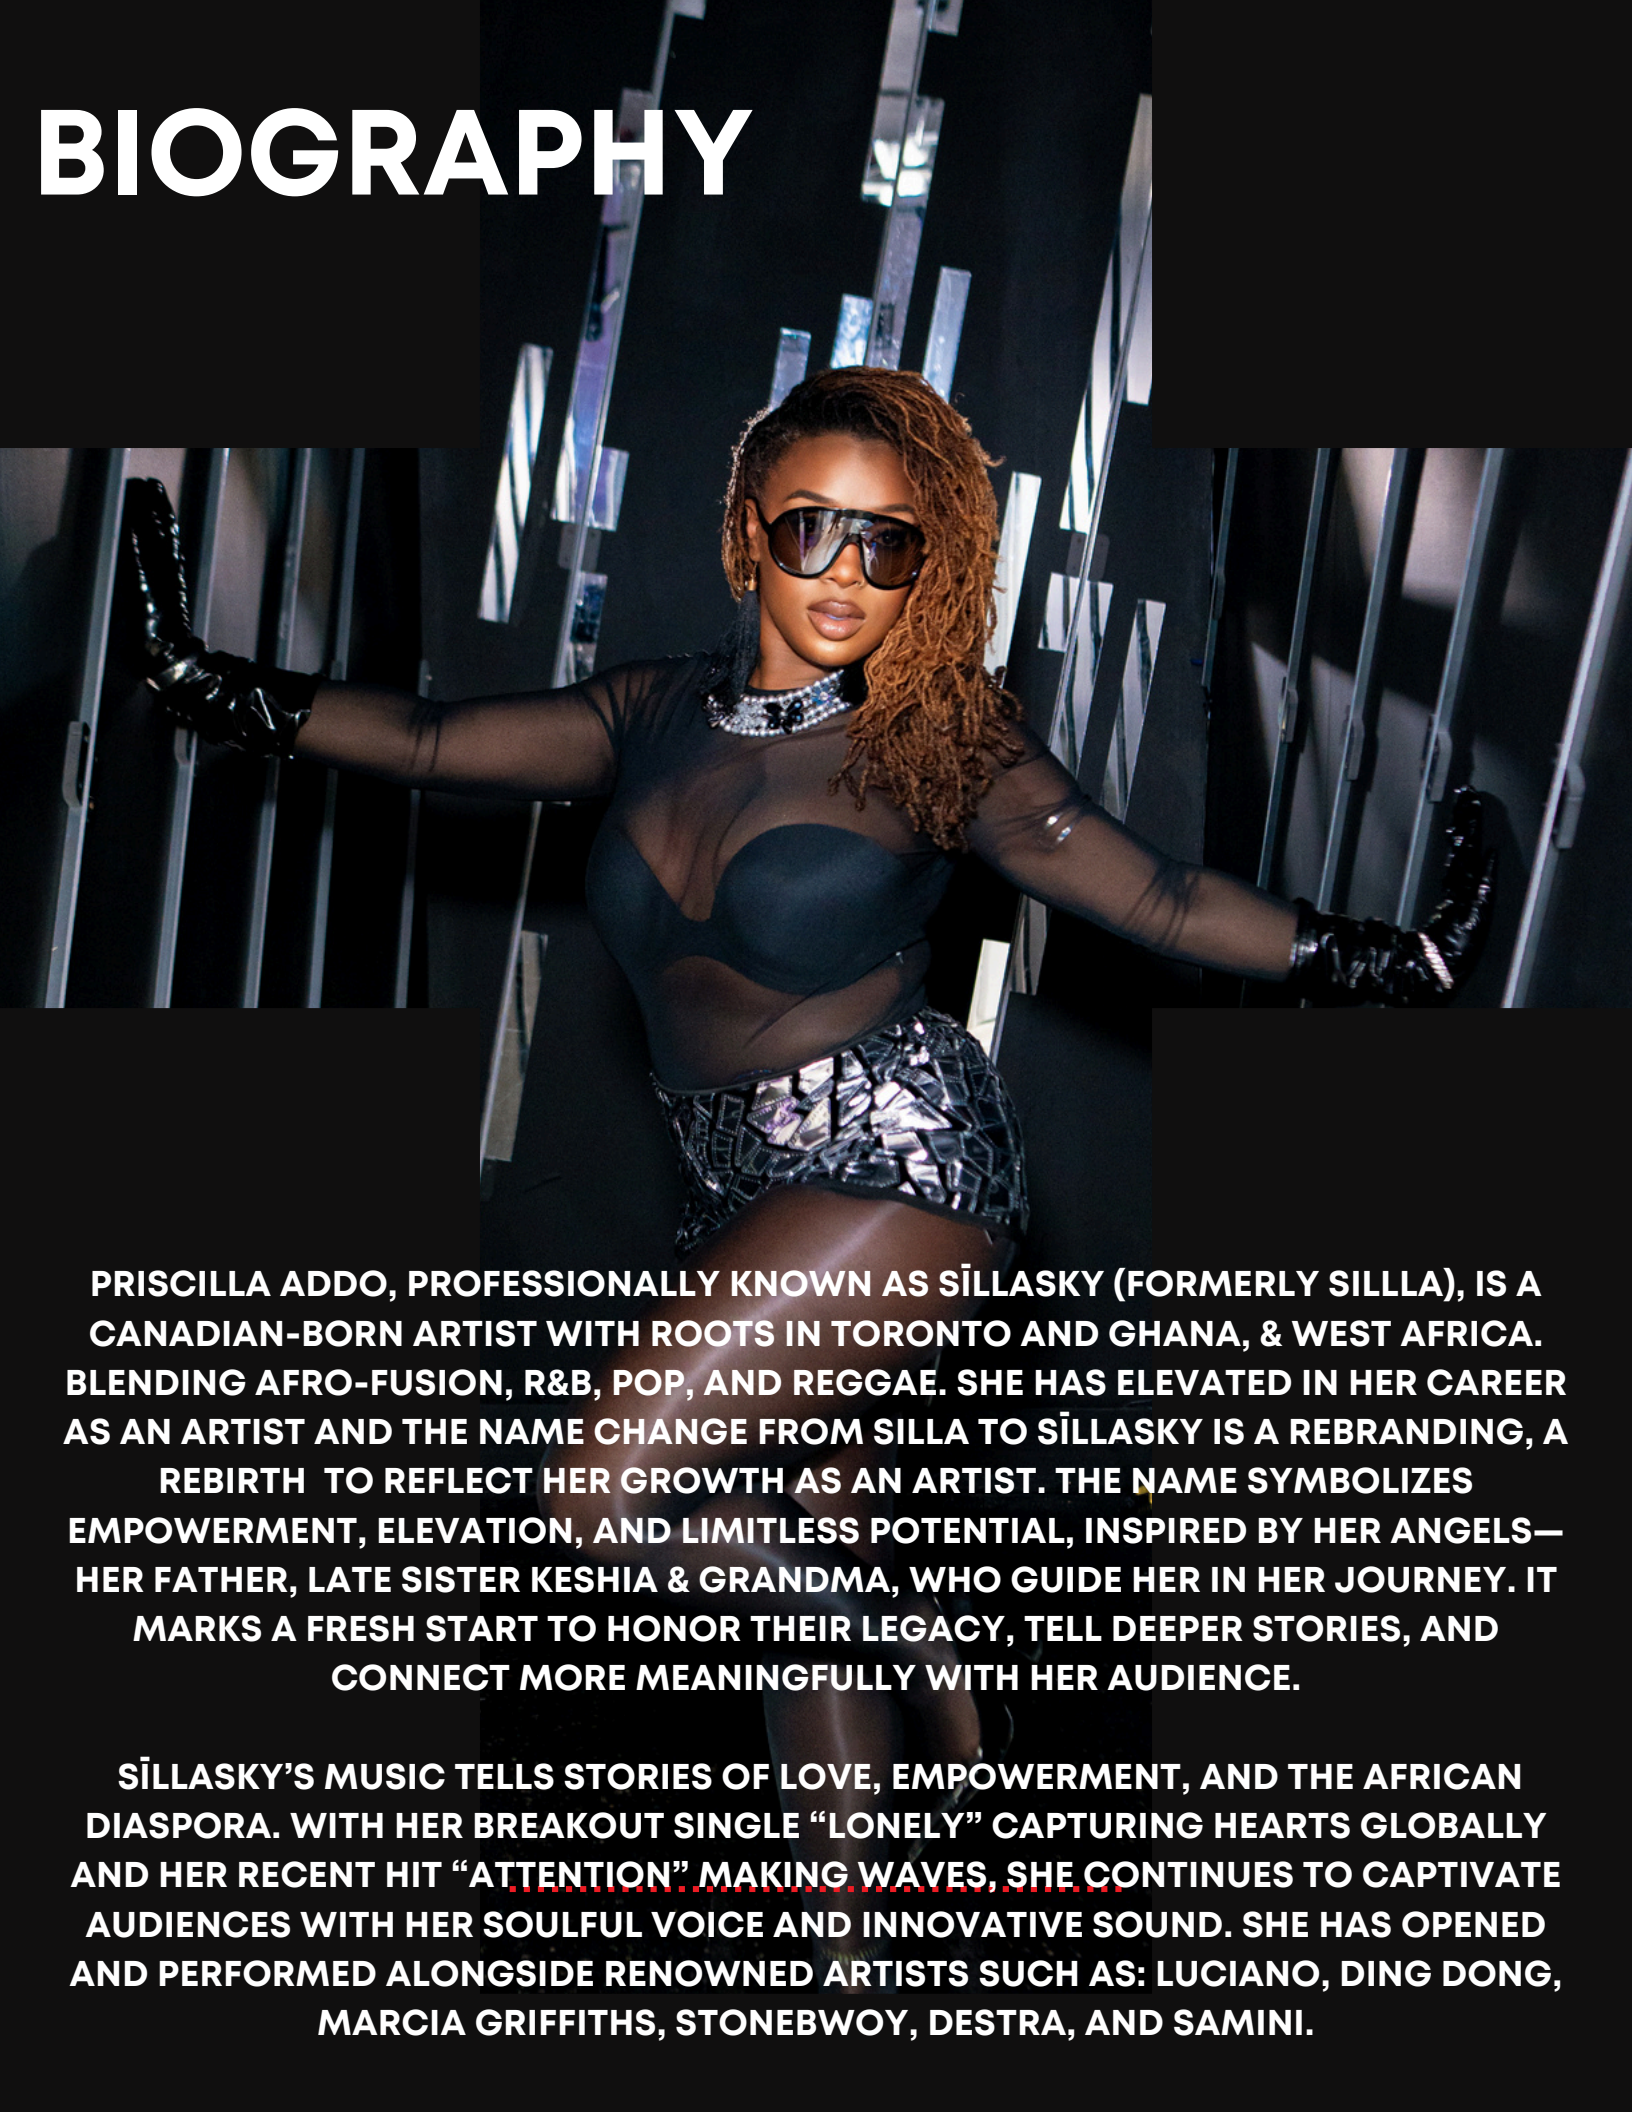 BIOGRAPHY
PRISCILLA ADDO, PROFESSIONALLY KNOWN AS SĪLLASKY (FORMERLY SILLLA), IS A
CANADIAN-BORN ARTIST WITH ROOTS IN TORONTO AND GHANA, & WEST AFRICA.
BLENDING AFRO-FUSION, R&B, POP, AND REGGAE. SHE HAS ELEVATED IN HER CAREER
AS AN ARTIST AND THE NAME CHANGE FROM SILLA TO SĪLLASKY IS A REBRANDING, A
REBIRTH  TO REFLECT HER GROWTH AS AN ARTIST. THE NAME SYMBOLIZES
EMPOWERMENT, ELEVATION, AND LIMITLESS POTENTIAL, INSPIRED BY HER ANGELS—
HER FATHER, LATE SISTER KESHIA & GRANDMA, WHO GUIDE HER IN HER JOURNEY. IT
MARKS A FRESH START TO HONOR THEIR LEGACY, TELL DEEPER STORIES, AND
CONNECT MORE MEANINGFULLY WITH HER AUDIENCE.
SĪLLASKY’S MUSIC TELLS STORIES OF LOVE, EMPOWERMENT, AND THE AFRICAN
DIASPORA. WITH HER BREAKOUT SINGLE “LONELY” CAPTURING HEARTS GLOBALLY
AND HER RECENT HIT “ATTENTION” MAKING WAVES, SHE CONTINUES TO CAPTIVATE
AUDIENCES WITH HER SOULFUL VOICE AND INNOVATIVE SOUND. SHE HAS OPENED
AND PERFORMED ALONGSIDE RENOWNED ARTISTS SUCH AS: LUCIANO, DING DONG,
MARCIA GRIFFITHS, STONEBWOY, DESTRA, AND SAMINI.